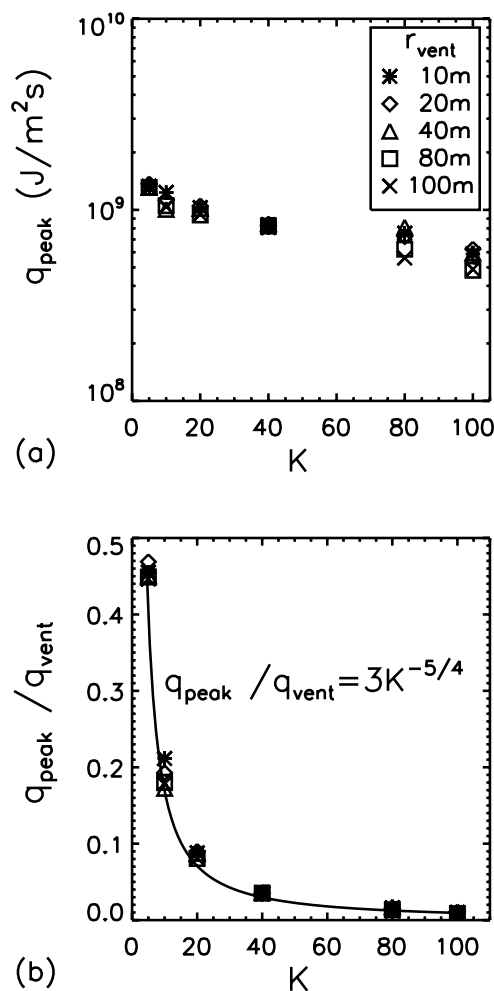 10^10
10^9
10^8
q_peak (J/m^2s)
r_vent
10m
20m
40m
80m
100m
0 20 40 60 80 100
K
(a)
0.5
0.4
0.3
0.2
0.1
0.0
q_peak / q_vent
q_peak / q_vent = 3K^-5/4
0 20 40 60 80 100
K
(b)